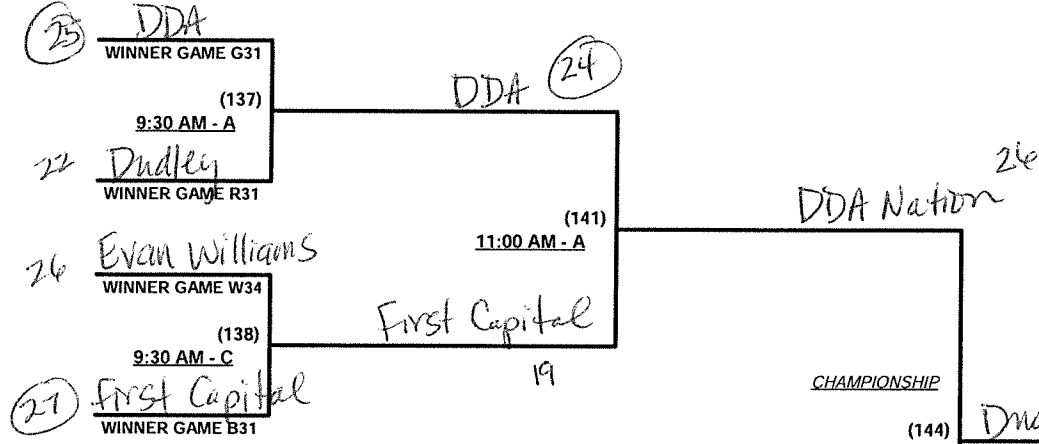 25 DDA
WINNER GAME G31
(137)
9:30 AM - A
22 Dudley
WINNER GAME R31
DDA 24
26 Evan Williams
WINNER GAME W34
(138)
9:30 AM - C
27 First Capital
WINNER GAME B31
(141)
11:00 AM - A
First Capital
19
DDA Nation 26
CHAMPIONSHIP
(144)